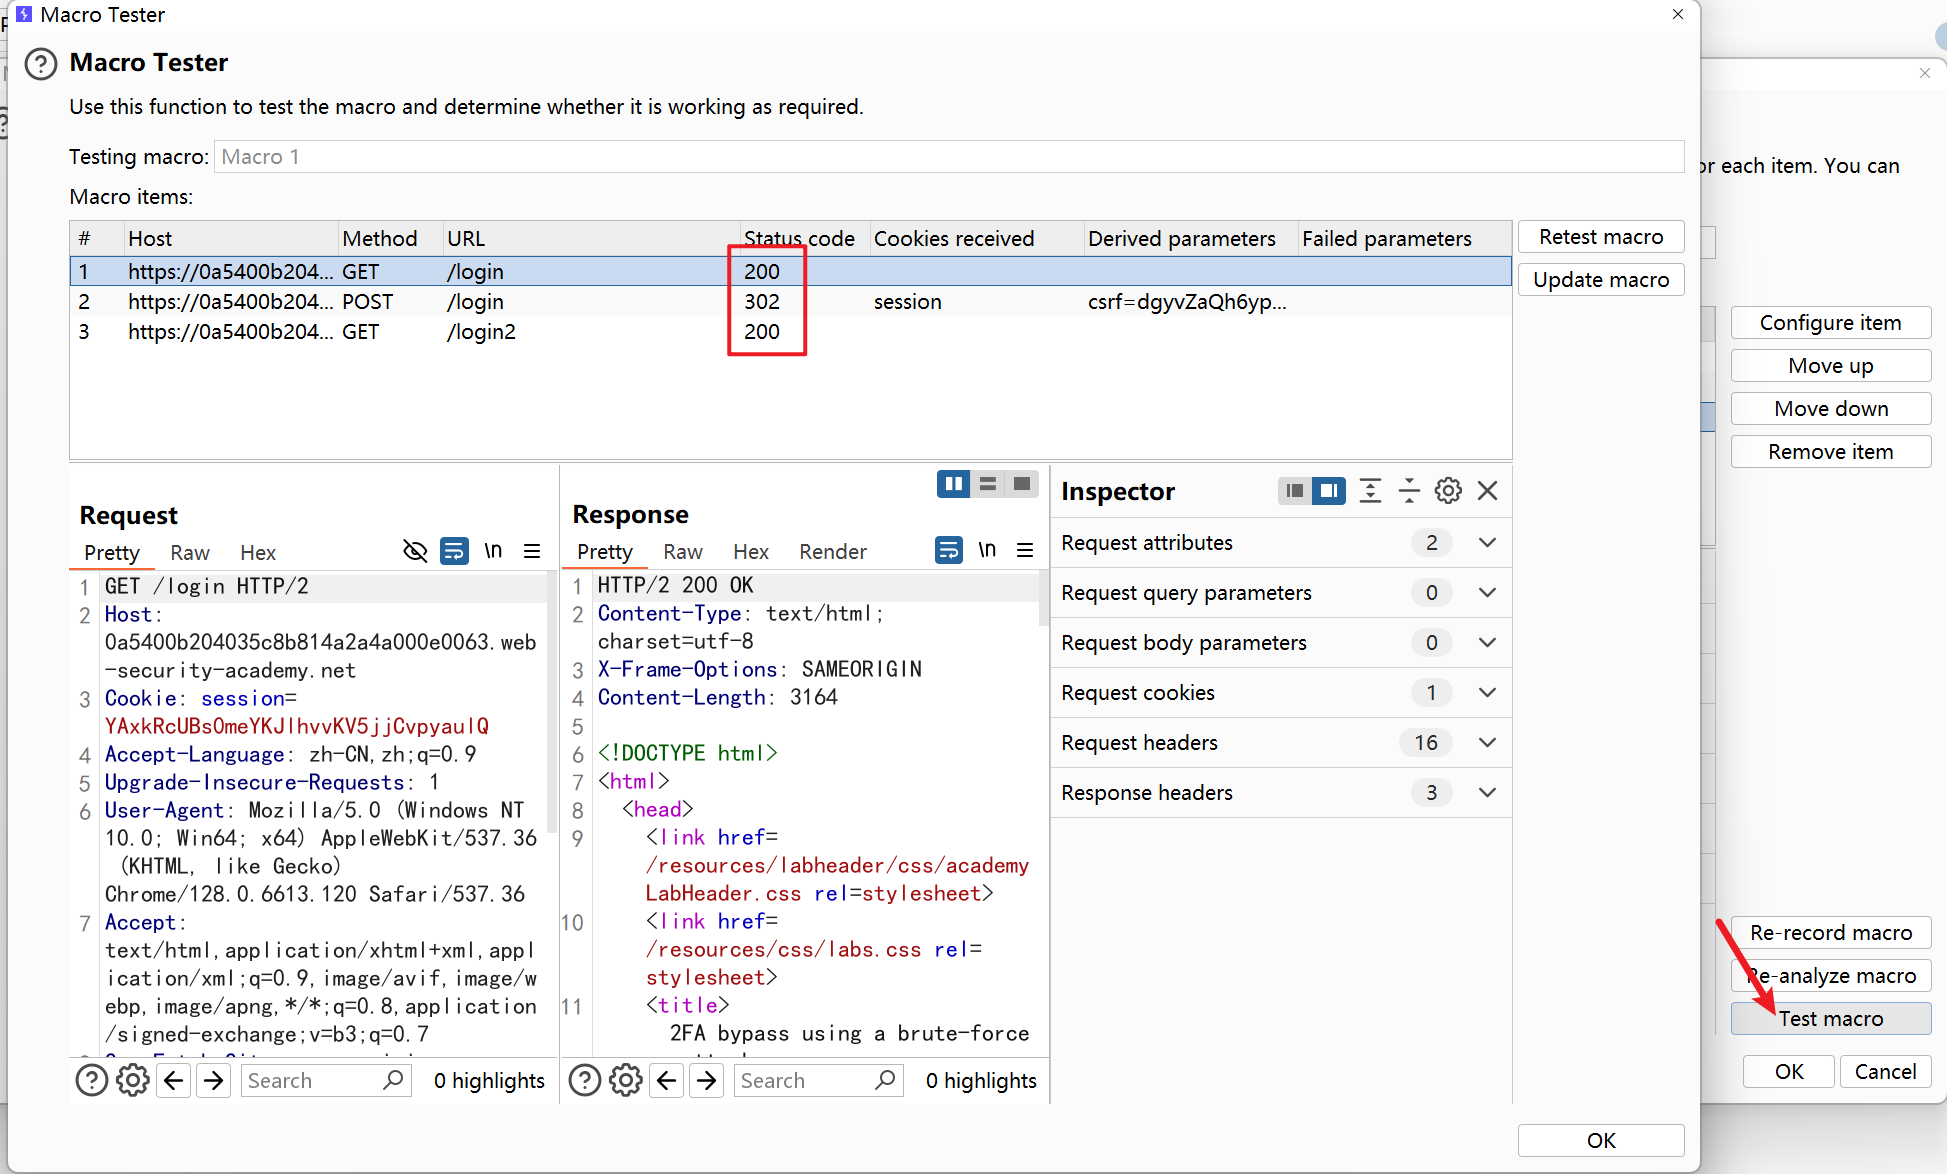 Macro Tester
Macro Tester
Use this function to test the macro and determine whether it is working as required.
Testing macro: Macro 1
Macro items:
# Host Method URL Status code Cookies received Derived parameters Failed parameters
1 https://0a5400b204... GET /login 200
2 https://0a5400b204... POST /login 302 session csrf=dgyvZaQh6yp...
3 https://0a5400b204... GET /login2 200
Retest macro
Update macro
or each item. You can
Configure item
Move up
Move down
Remove item
Request
Pretty Raw Hex \n
1 GET /login HTTP/2
2 Host:
0a5400b204035c8b814a2a4a000e0063.web
-security-academy.net
3 Cookie: session=
YAxkRcUBsOmeYKJlhvvKV5jjCvpyaulQ
4 Accept-Language: zh-CN,zh;q=0.9
5 Upgrade-Insecure-Requests: 1
6 User-Agent: Mozilla/5.0 (Windows NT
10.0; Win64; x64) AppleWebKit/537.36
(KHTML, like Gecko)
Chrome/128.0.6613.120 Safari/537.36
7 Accept:
text/html,application/xhtml+xml,appl
ication/xml;q=0.9,image/avif,image/w
ebp,image/apng,*/*;q=0.8,application
/signed-exchange;v=b3;q=0.7
Search 0 highlights
Response
Pretty Raw Hex Render \n
1 HTTP/2 200 OK
2 Content-Type: text/html;
charset=utf-8
3 X-Frame-Options: SAMEORIGIN
4 Content-Length: 3164
5
6 <!DOCTYPE html>
7 <html>
8 <head>
9 <link href=
/resources/labheader/css/academy
LabHeader.css rel=stylesheet>
10 <link href=
/resources/css/labs.css rel=
stylesheet>
11 <title>
2FA bypass using a brute-force
Search 0 highlights
Inspector
Request attributes 2
Request query parameters 0
Request body parameters 0
Request cookies 1
Request headers 16
Response headers 3
Re-record macro
Re-analyze macro
Test macro
OK Cancel
OK